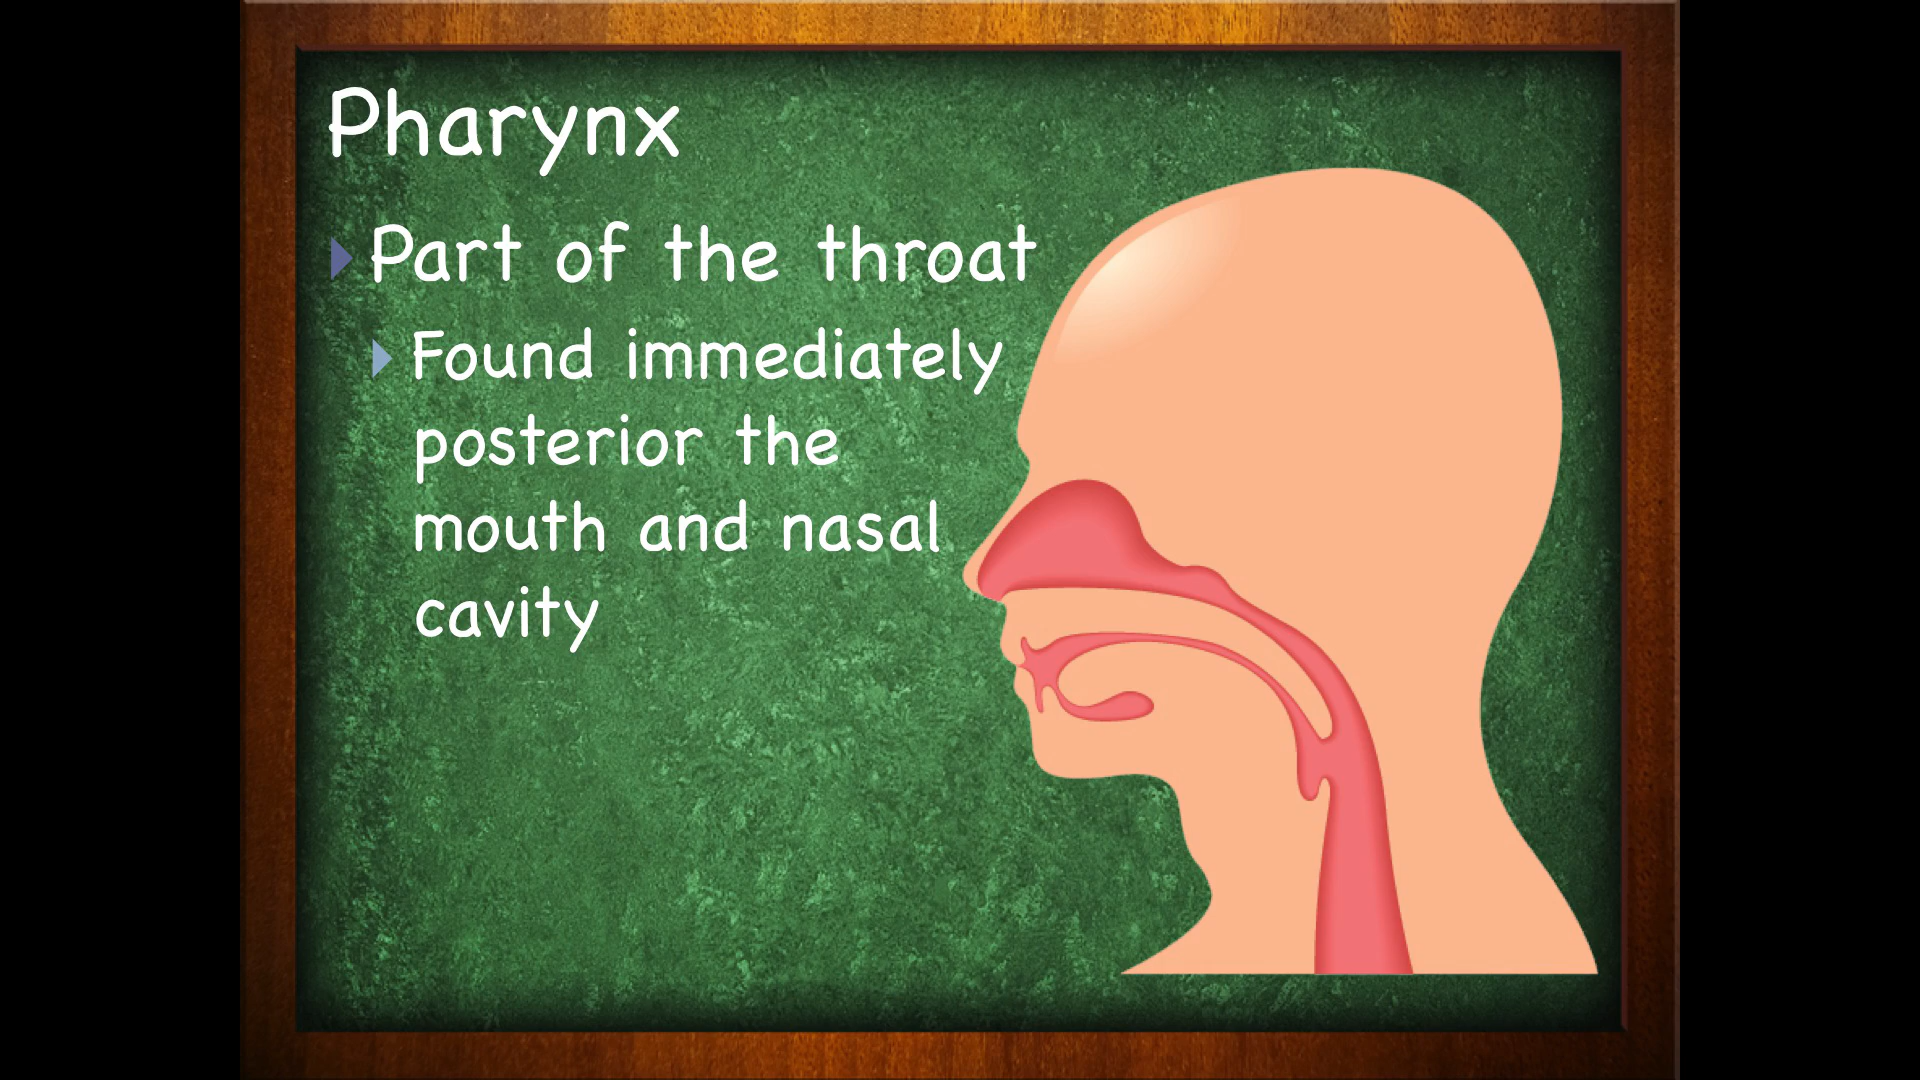 Pharynx
Part of the throat
Found immediately
posterior the
mouth and nasal
cavity